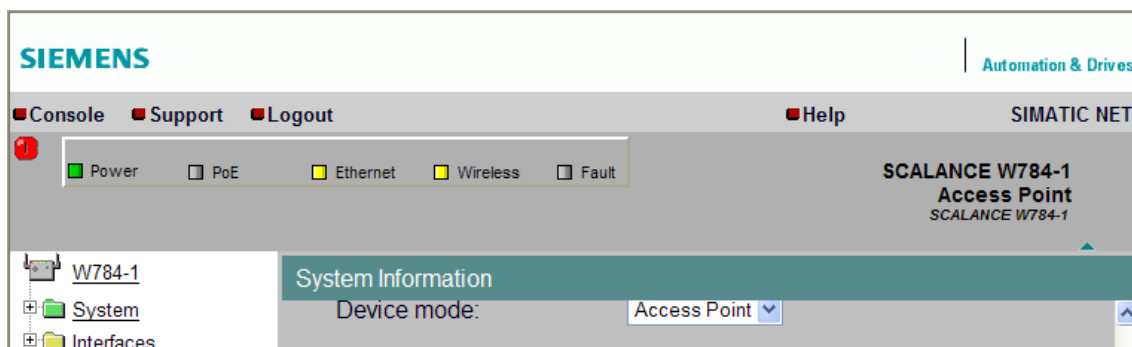 SIEMENS
Automation & Drives
Console Support Logout Help SIMATIC NET
Power PoE Ethernet Wireless Fault
SCALANCE W784-1
Access Point
SCALANCE W784-1
W784-1
System Information
System
Device mode: Access Point
Interfaces